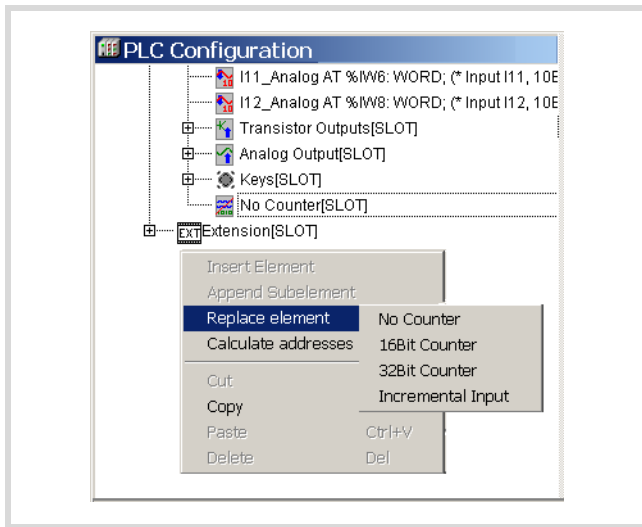 PLC Configuration
I11_Analog AT %IW6: WORD; (* Input I11, 10B
I12_Analog AT %IW8: WORD; (* Input I12, 10B
Transistor Outputs[SLOT]
Analog Output[SLOT]
Keys[SLOT]
No Counter[SLOT]
EXT Extension[SLOT]
Insert Element
Append Subelement
Replace element
No Counter
Calculate addresses
16Bit Counter
32Bit Counter
Cut
Incremental Input
Copy
Paste Ctrl+V
Delete Del